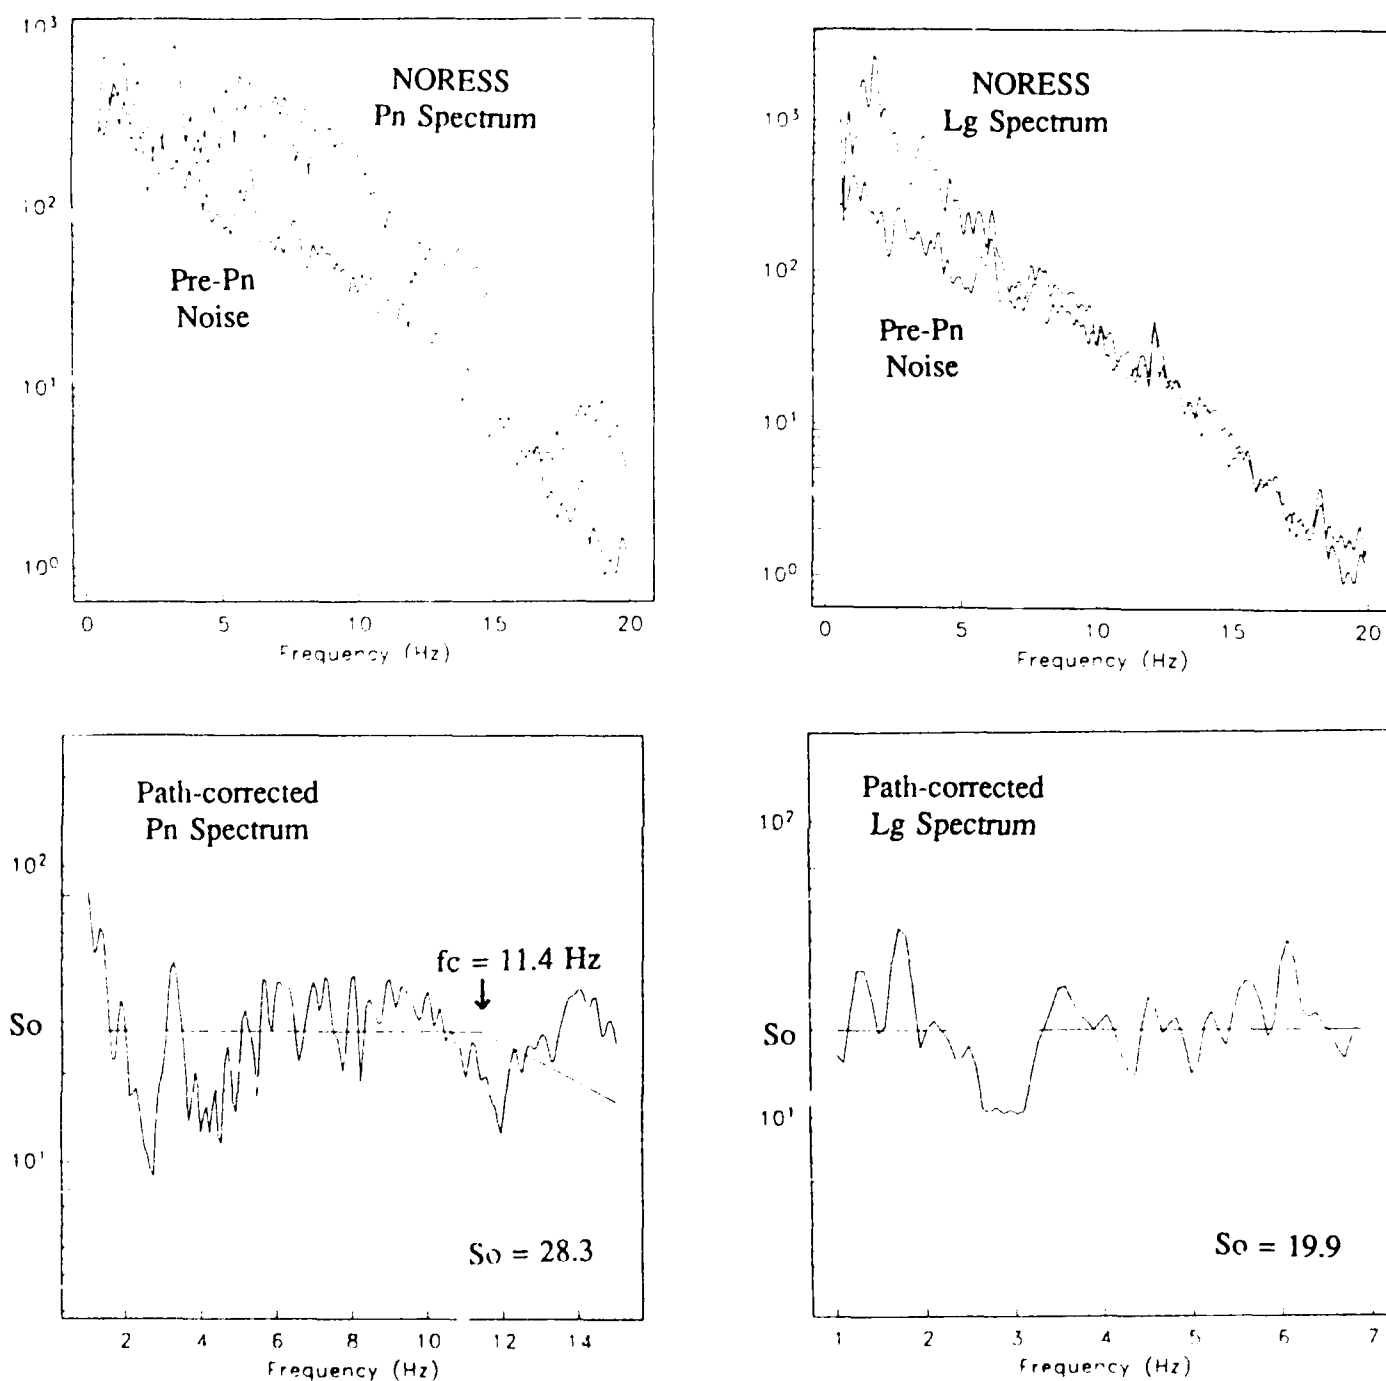 10³
NORESS
Pn Spectrum
10²
Pre-Pn
Noise
10¹
10⁰
0 5 10 15 20
Frequency (Hz)
NORESS
Lg Spectrum
10³
10²
Pre-Pn
Noise
10¹
10⁰
0 5 10 15 20
Frequency (Hz)
Path-corrected
Pn Spectrum
10²
fc = 11.4 Hz
So
10¹
So = 28.3
2 4 6 8 10 12 14
Frequency (Hz)
Path-corrected
Lg Spectrum
10²
So
10¹
So = 19.9
1 2 3 4 5 6 7
Frequency (Hz)